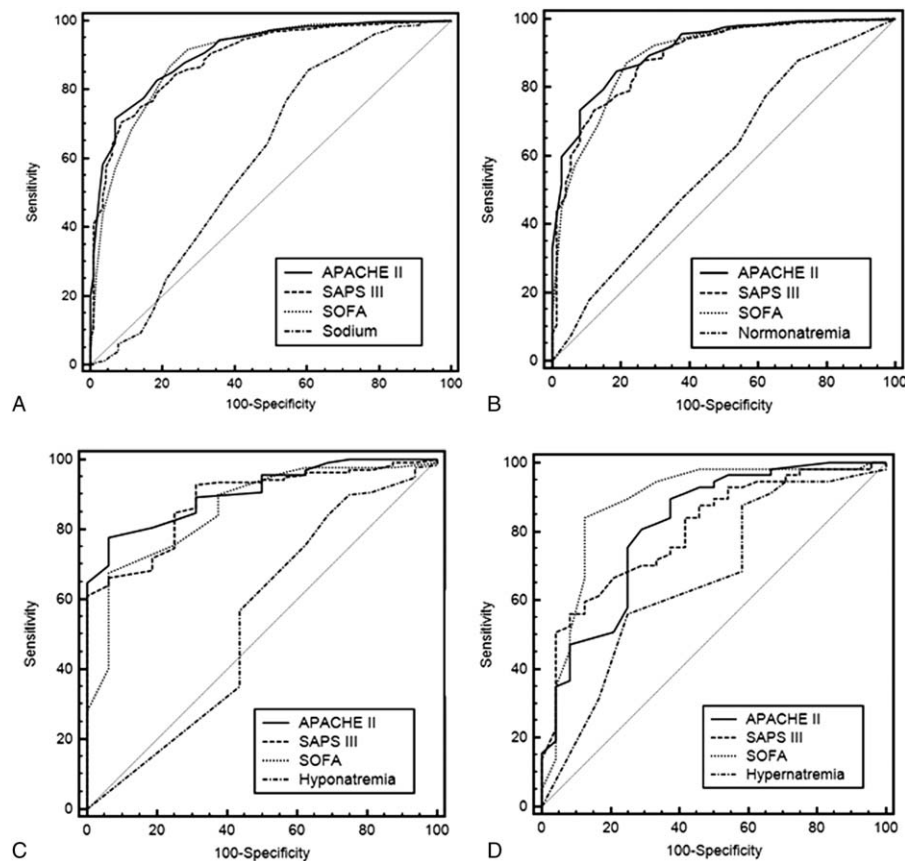 100
80
60
40
20
0
Sensitivity
APACHE II
SAPS III
SOFA
Sodium
0 20 40 60 80 100
100-Specificity
A
100
80
60
40
20
0
Sensitivity
APACHE II
SAPS III
SOFA
Normonatremia
0 20 40 60 80 100
100-Specificity
B
100
80
60
40
20
0
Sensitivity
APACHE II
SAPS III
SOFA
Hyponatremia
0 20 40 60 80 100
100-Specificity
C
100
80
60
40
20
0
Sensitivity
APACHE II
SAPS III
SOFA
Hypernatremia
0 20 40 60 80 100
100-Specificity
D